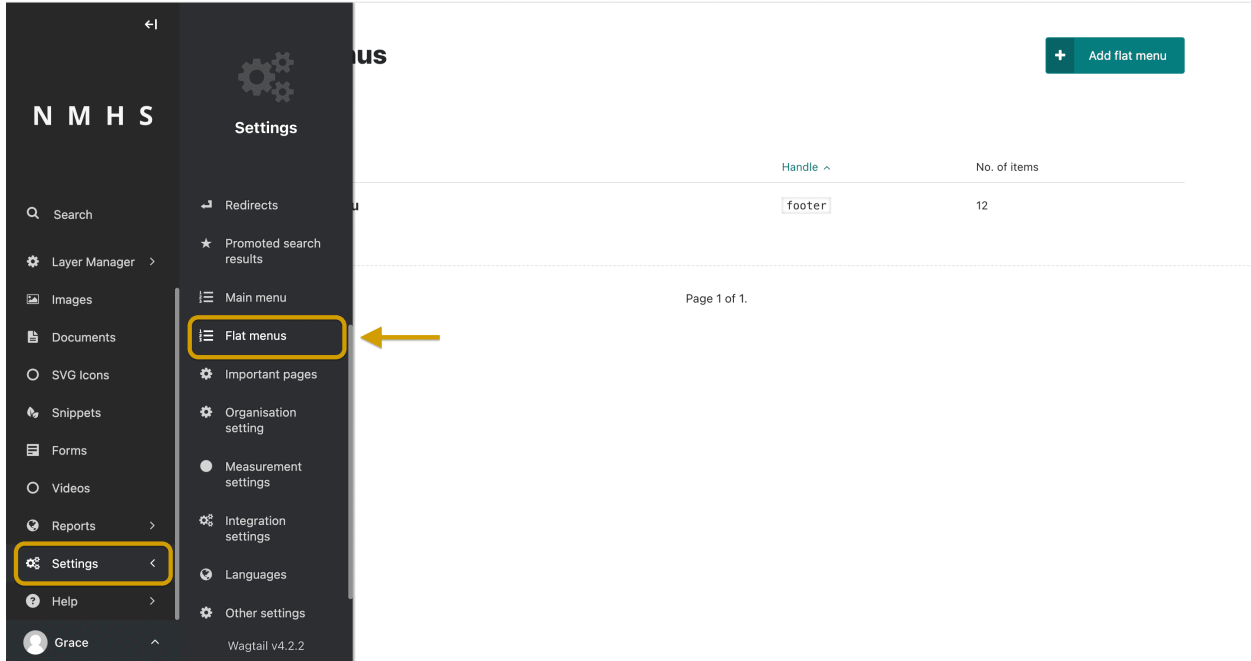 N M H S
Search
Layer Manager
Images
Documents
SVG Icons
Snippets
Forms
Videos
Reports
Settings
Help
Grace
Settings
Redirects
Promoted search
results
Main menu
Flat menus
Important pages
Organisation
setting
Measurement
settings
Integration
settings
Languages
Other settings
Wagtail v4.2.2
nus
Add flat menu
Handle
No. of items
u
footer
12
Page 1 of 1.